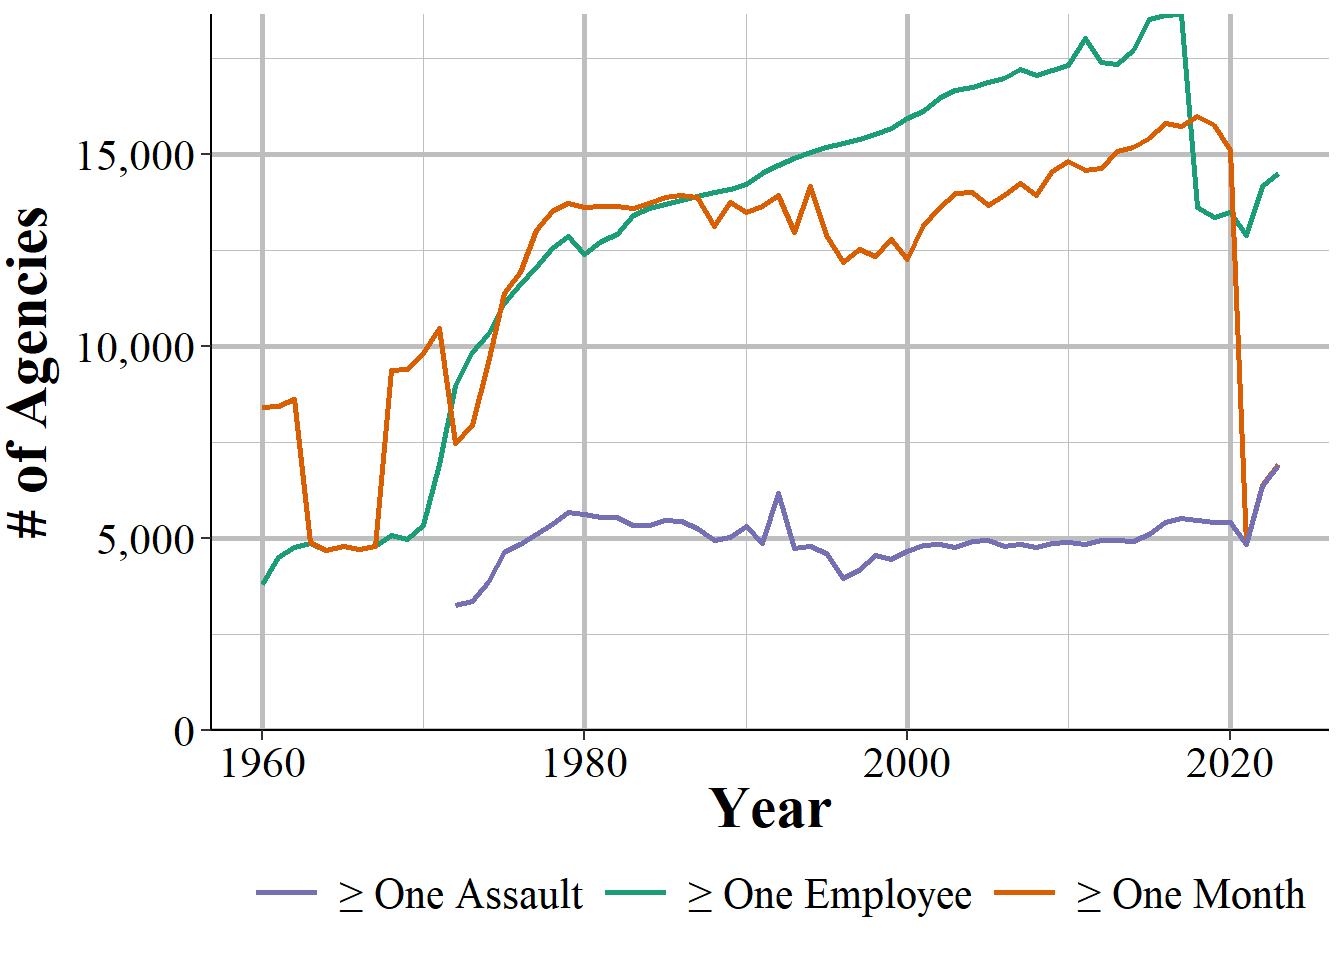 # of Agencies
15,000
10,000
5,000
0
1960 1980 2000 2020
Year
≥ One Assault ≥ One Employee ≥ One Month